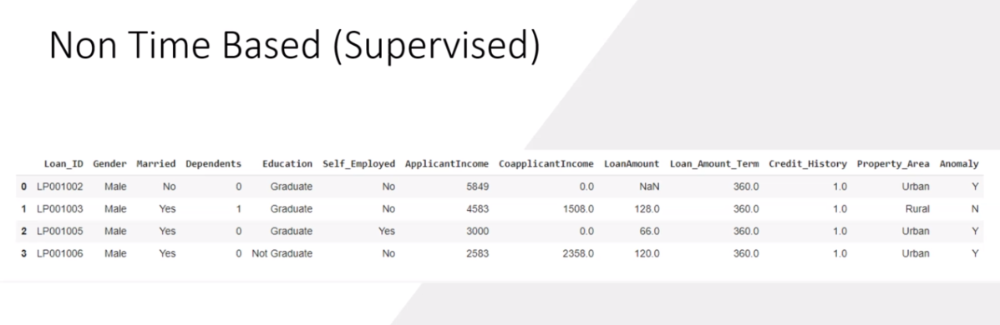 Non Time Based (Supervised)
Loan_ID Gender Married Dependents Education Self_Employed ApplicantIncome CoapplicantIncome LoanAmount Loan_Amount_Term Credit_History Property_Area Anomaly
0 LP001002 Male No 0 Graduate No 5849 0.0 NaN 360.0 1.0 Urban Y
1 LP001003 Male Yes 1 Graduate No 4583 1508.0 128.0 360.0 1.0 Rural N
2 LP001005 Male Yes 0 Graduate Yes 3000 0.0 66.0 360.0 1.0 Urban Y
3 LP001006 Male Yes 0 Not Graduate No 2583 2358.0 120.0 360.0 1.0 Urban Y